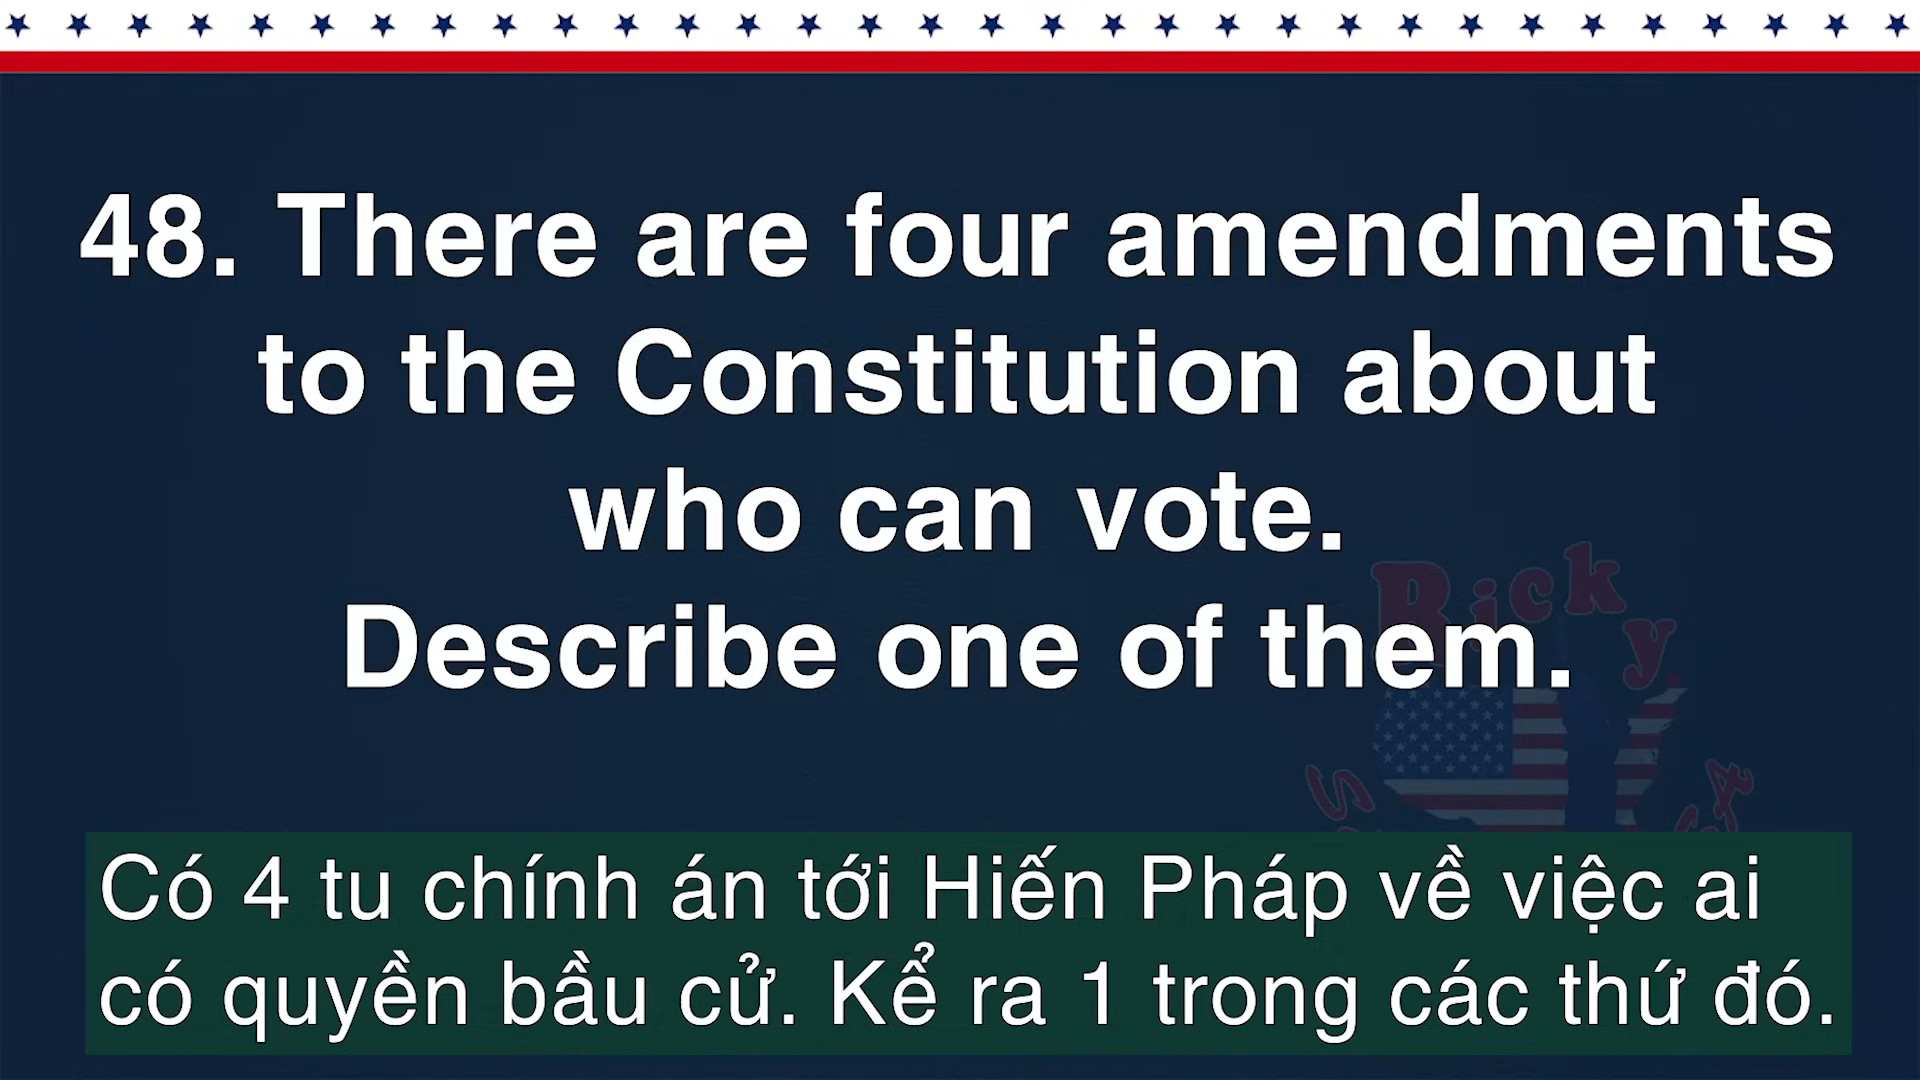 48. There are four amendments
to the Constitution about
who can vote.
Describe one of them.
Ricky
Có 4 tu chính án tới Hiến Pháp về việc ai
có quyền bầu cử. Kể ra 1 trong các thứ đó.